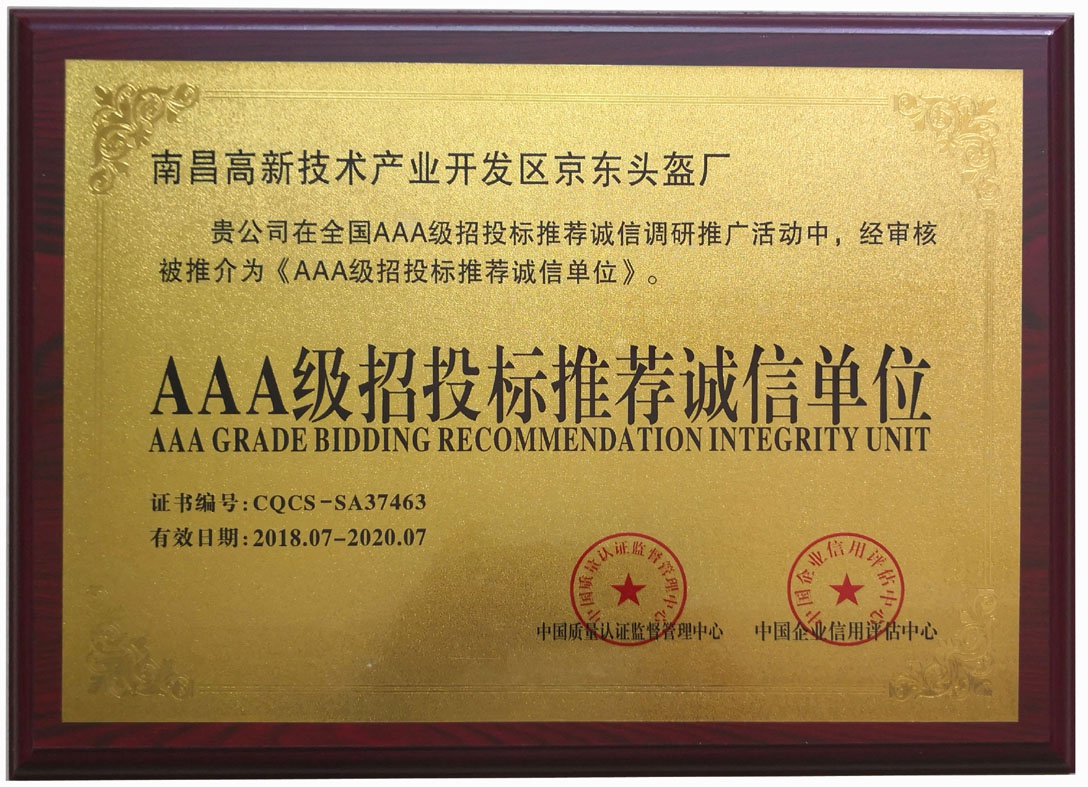 南昌高新技术产业开发区京东头盔厂
贵公司在全国AAA级招投标推荐诚信调研推广活动中，经审核
被推介为《AAA级招投标推荐诚信单位》。
AAA级招投标推荐诚信单位
AAA GRADE BIDDING RECOMMENDATION INTEGRITY UNIT
证书编号:CQCS-SA37463
有效日期:2018.07-2020.07
中国质量认证监督管理中心
中国企业信用评估中心
中国质量认证监督管理中心
中国企业信用评估中心